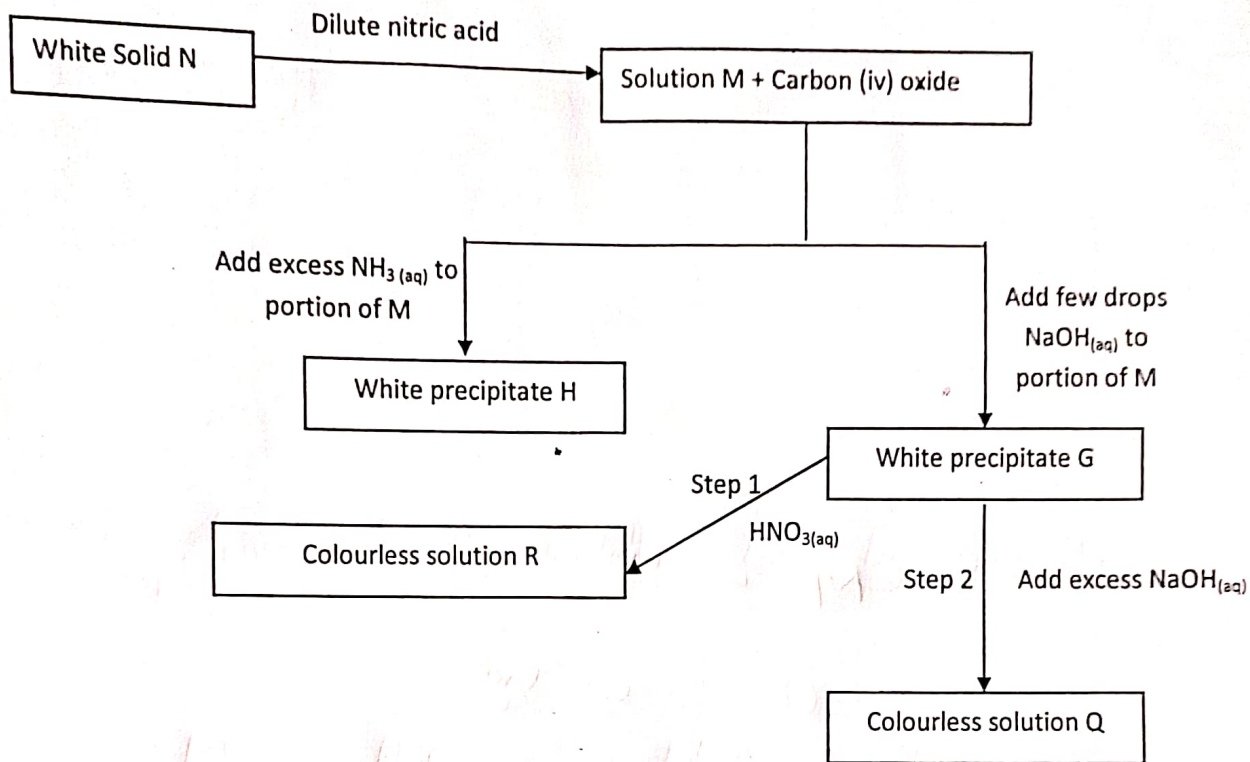 White Solid N
Dilute nitric acid
Solution M + Carbon (iv) oxide
Add excess NH₃ (aq) to
portion of M
Add few drops
NaOH(aq) to
portion of M
White precipitate H
White precipitate G
Step 1
HNO₃(aq)
Colourless solution R
Step 2
Add excess NaOH(aq)
Colourless solution Q